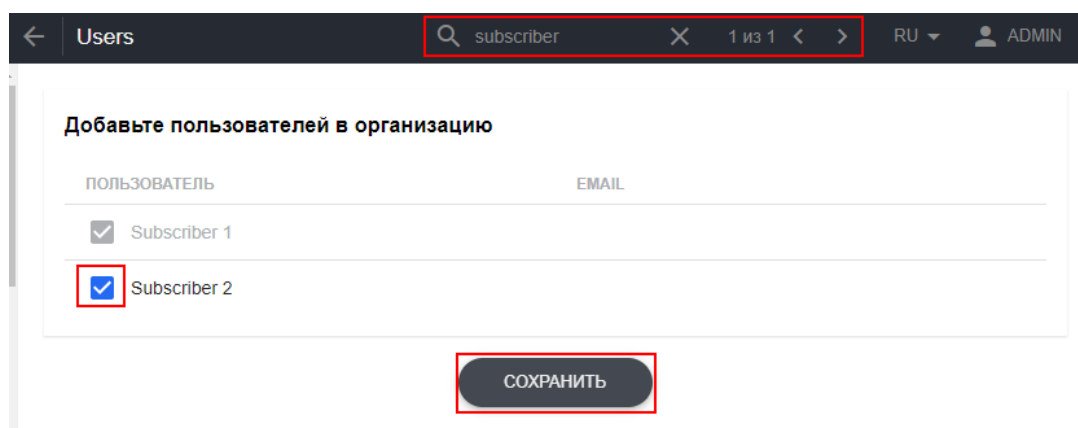 Users subscriber 1 из 1 RU ADMIN
Добавьте пользователей в организацию
ПОЛЬЗОВАТЕЛЬ EMAIL
Subscriber 1
Subscriber 2
СОХРАНИТЬ